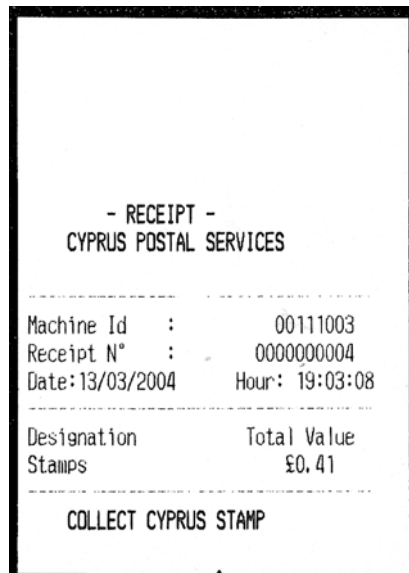 - RECEIPT -
CYPRUS POSTAL SERVICES
Machine Id : 00111003
Receipt N° : 0000000004
Date:13/03/2004 Hour: 19:03:08
Designation Total Value
Stamps £0.41
COLLECT CYPRUS STAMP